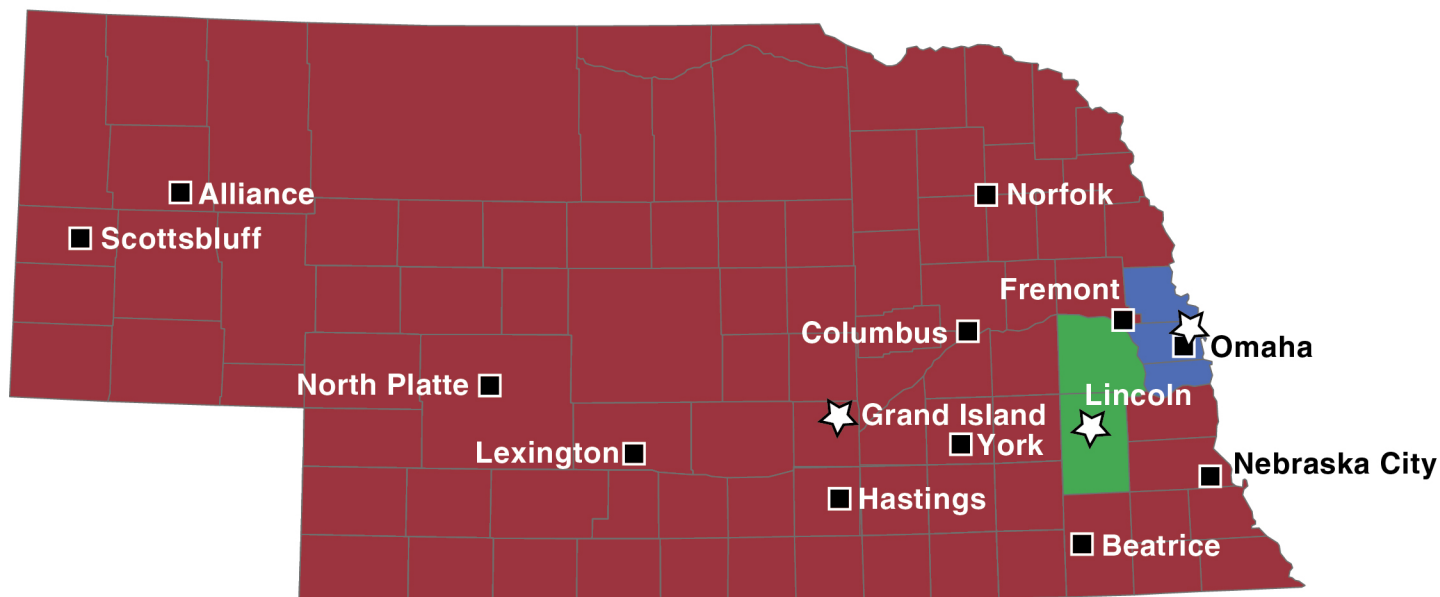 Alliance
Norfolk
Scottsbluff
Fremont
Columbus
Omaha
North Platte
Lincoln
Grand Island
York
Lexington
Nebraska City
Hastings
Beatrice